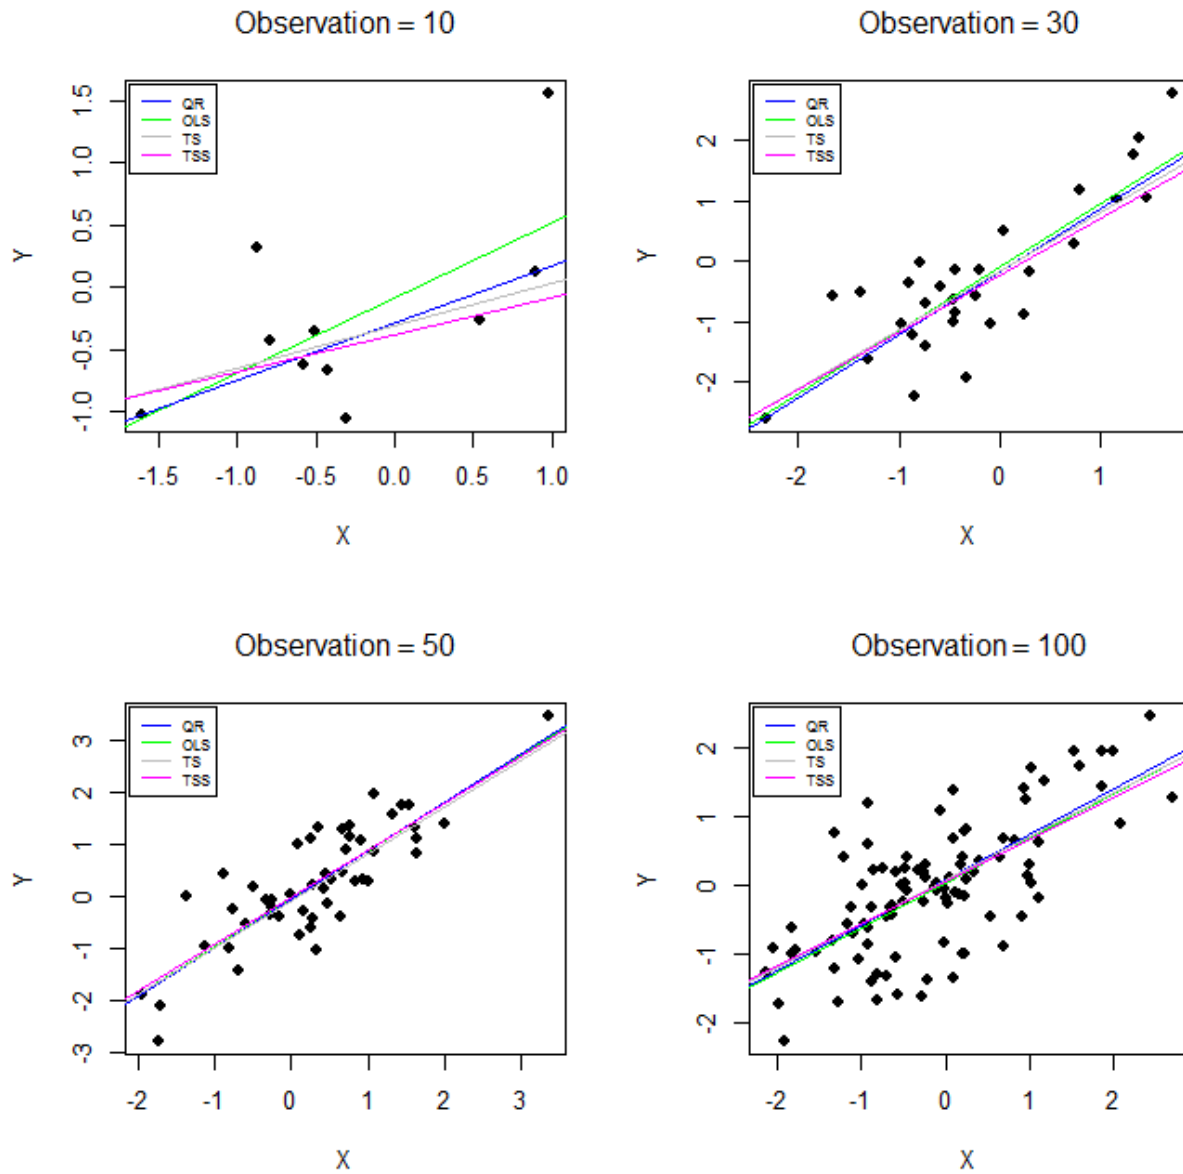 Observation = 10
QR
OLS
TS
TSS
1.5
1.0
0.5
0.0
-0.5
-1.0
Y
-1.5 -1.0 -0.5 0.0 0.5 1.0
X
Observation = 30
QR
OLS
TS
TSS
2
1
0
-1
-2
Y
-2 -1 0 1
X
Observation = 50
QR
OLS
TS
TSS
3
2
1
0
-1
-2
-3
Y
-2 -1 0 1 2 3
X
Observation = 100
QR
OLS
TS
TSS
2
1
0
-1
-2
Y
-2 -1 0 1 2
X